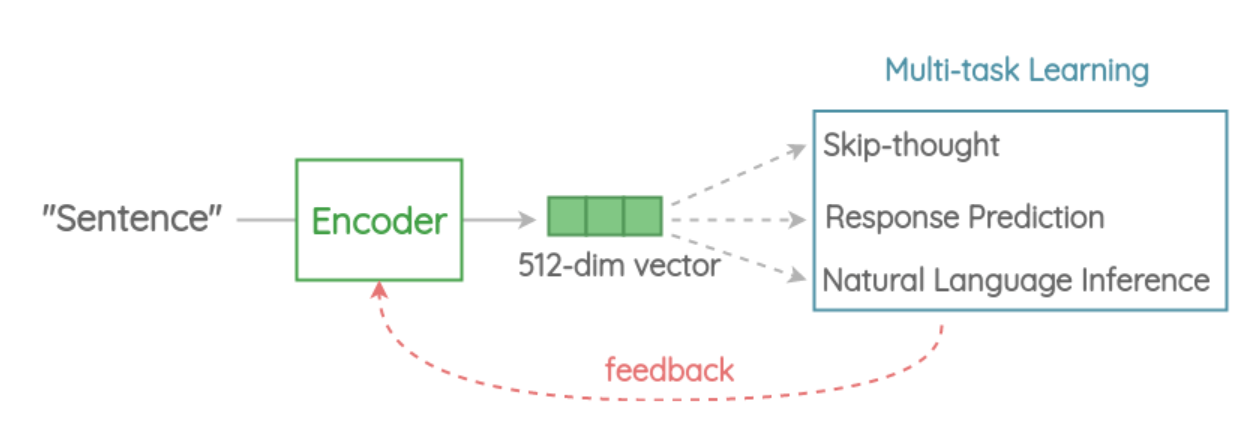 Multi-task Learning
Skip-thought
"Sentence"
Encoder
Response Prediction
512-dim vector
Natural Language Inference
feedback